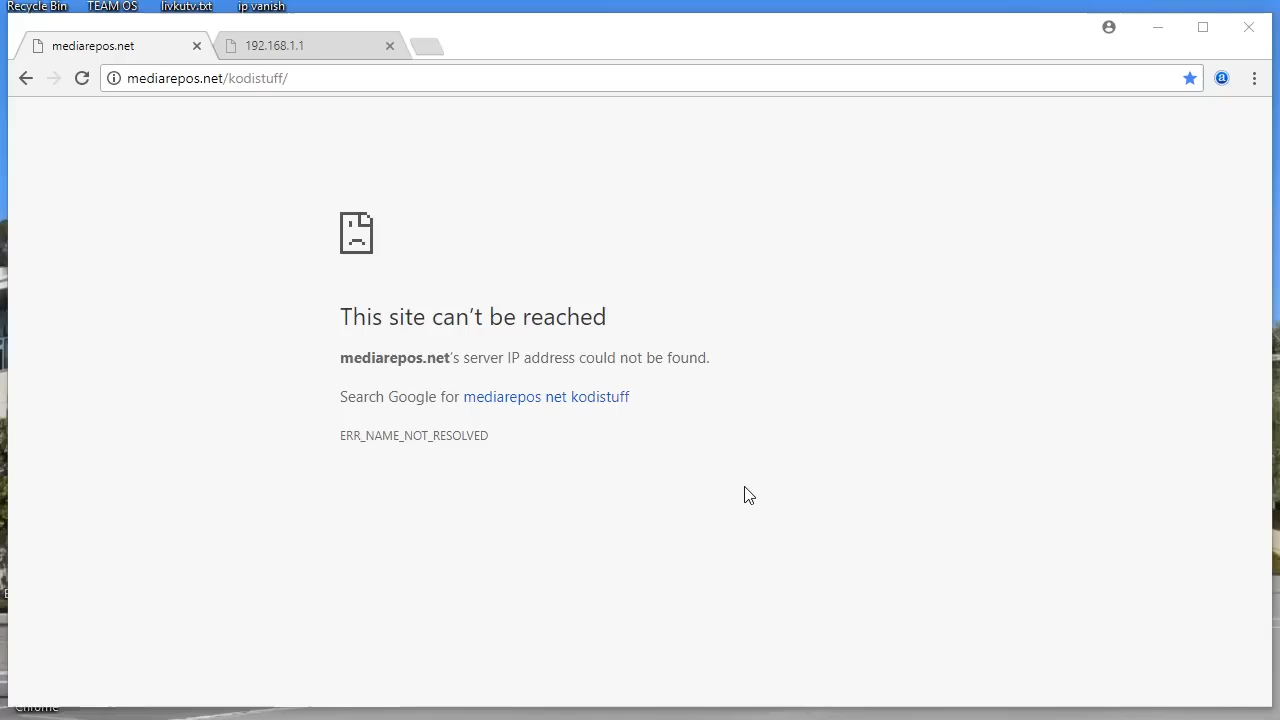 Recycle Bin TEAM OS livkutv.txt ip vanish
mediarepos.net 192.168.1.1
mediarepos.net/kodistuff/
This site can’t be reached
mediarepos.net’s server IP address could not be found.
Search Google for mediarepos net kodistuff
ERR_NAME_NOT_RESOLVED
Chrome